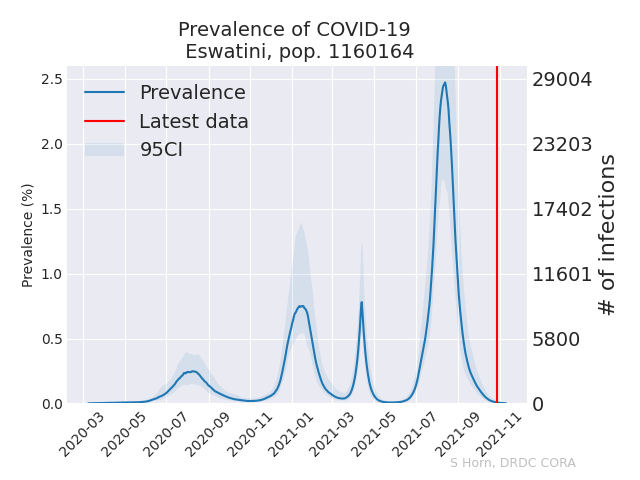 Prevalence of COVID-19
Eswatini, pop. 1160164
Prevalence
Latest data
95CI
Prevalence (%)
2.5
2.0
1.5
1.0
0.5
0.0
29004
23203
17402
11601
5800
0
# of infections
2020-03
2020-05
2020-07
2020-09
2020-11
2021-01
2021-03
2021-05
2021-07
2021-09
2021-11
S Horn, DRDC CORA